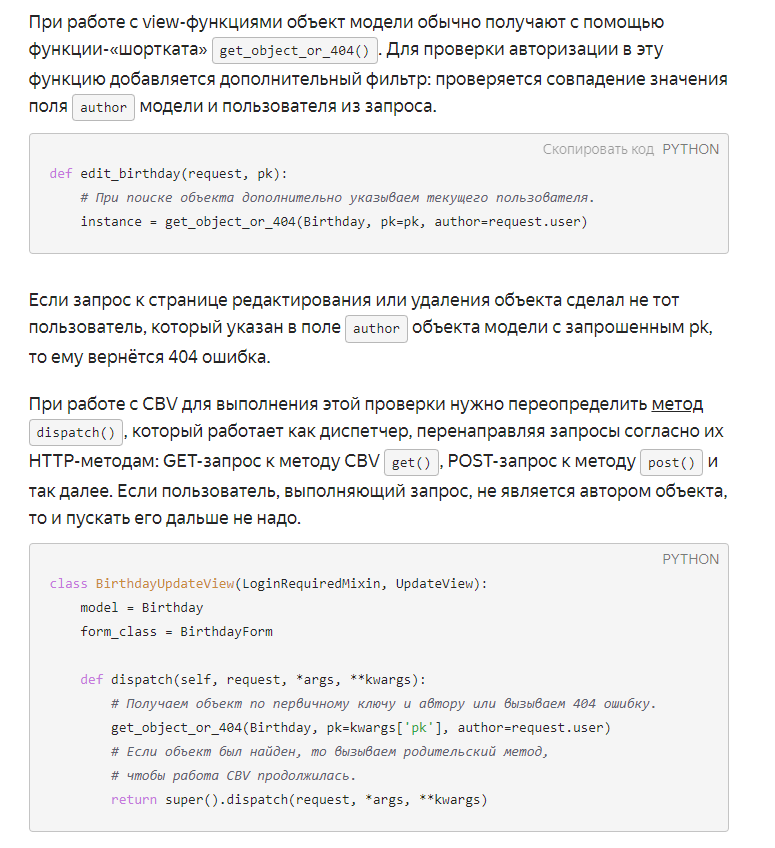 При работе с view-функциями объект модели обычно получают с помощью
функции-«шортката» get_object_or_404(). Для проверки авторизации в эту
функцию добавляется дополнительный фильтр: проверяется совпадение значения
поля author модели и пользователя из запроса.
Скопировать код PYTHON
def edit_birthday(request, pk):
    # При поиске объекта дополнительно указываем текущего пользователя.
    instance = get_object_or_404(Birthday, pk=pk, author=request.user)
Если запрос к странице редактирования или удаления объекта сделал не тот
пользователь, который указан в поле author объекта модели с запрошенным pk,
то ему вернётся 404 ошибка.
При работе с CBV для выполнения этой проверки нужно переопределить метод
dispatch(), который работает как диспетчер, перенаправляя запросы согласно их
HTTP-методам: GET-запрос к методу CBV get(), POST-запрос к методу post() и
так далее. Если пользователь, выполняющий запрос, не является автором объекта,
то и пускать его дальше не надо.
PYTHON
class BirthdayUpdateView(LoginRequiredMixin, UpdateView):
    model = Birthday
    form_class = BirthdayForm
    def dispatch(self, request, *args, **kwargs):
        # Получаем объект по первичному ключу и автору или вызываем 404 ошибку.
        get_object_or_404(Birthday, pk=kwargs['pk'], author=request.user)
        # Если объект был найден, то вызываем родительский метод,
        # чтобы работа CBV продолжилась.
        return super().dispatch(request, *args, **kwargs)